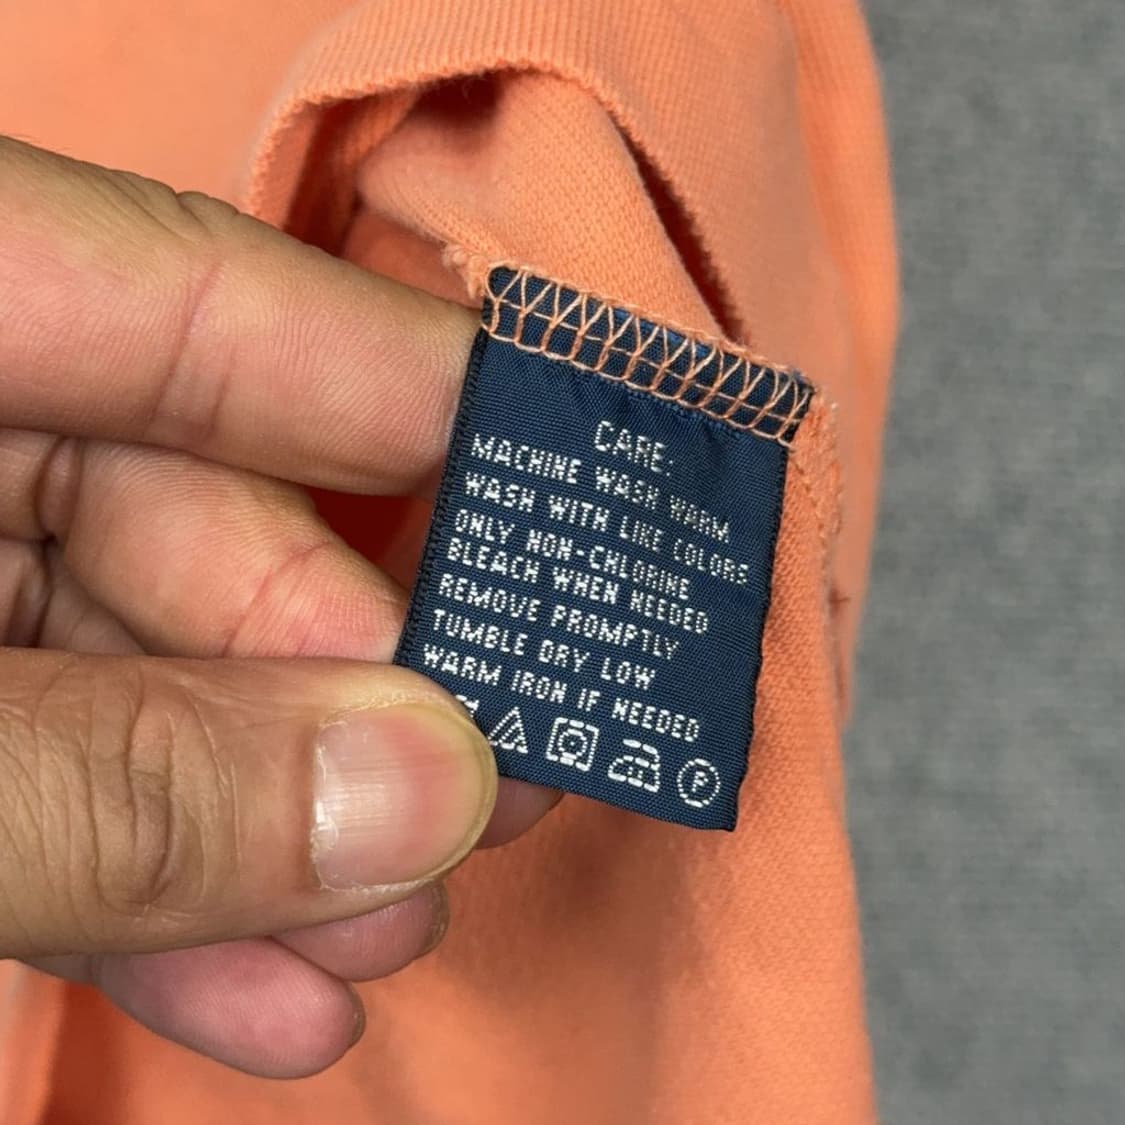 CARE:
MACHINE WASH WARM
WASH WITH LIKE COLORS
ONLY NON-CHLORINE
BLEACH WHEN NEEDED
REMOVE PROMPTLY
TUMBLE DRY LOW
WARM IRON IF NEEDED
P